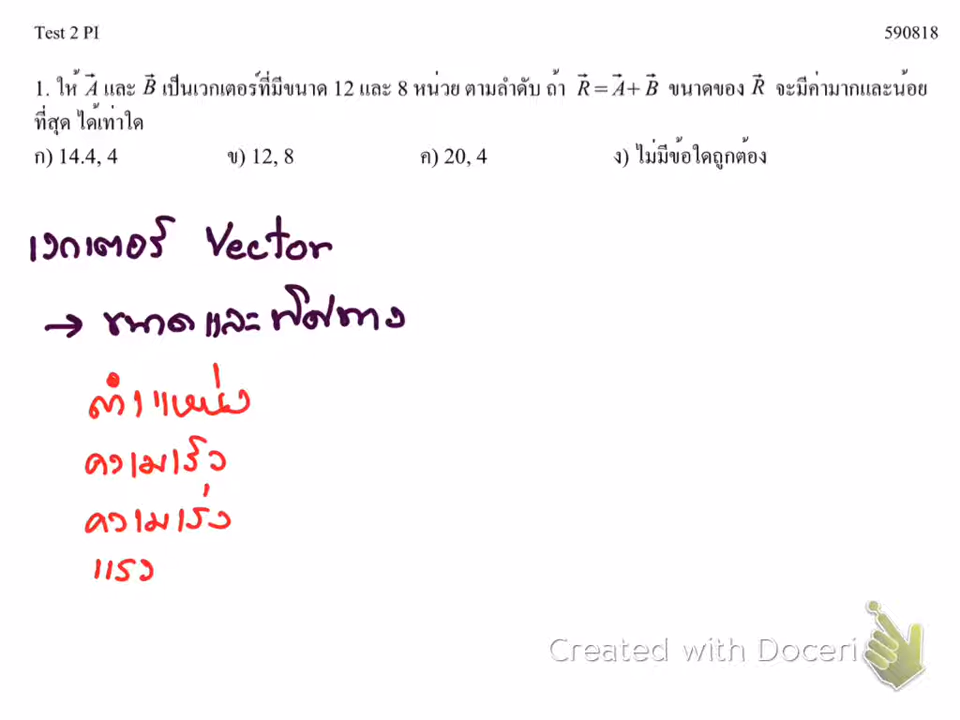 Test 2 PI 590818
1. ให้ A⃗ และ B⃗ เป็นเวกเตอร์ที่มีขนาด 12 และ 8 หน่วย ตามลำดับ ถ้า R⃗ = A⃗ + B⃗ ขนาดของ R⃗ จะมีค่ามากและน้อย
ที่สุด ได้เท่าใด
ก) 14.4, 4 ข) 12, 8 ค) 20, 4 ง) ไม่มีข้อใดถูกต้อง
เวกเตอร์ Vector
→ ขนาดและทิศทาง
ตำแหน่ง
ความเร็ว
ความเร่ง
แรง
Created with Doceri